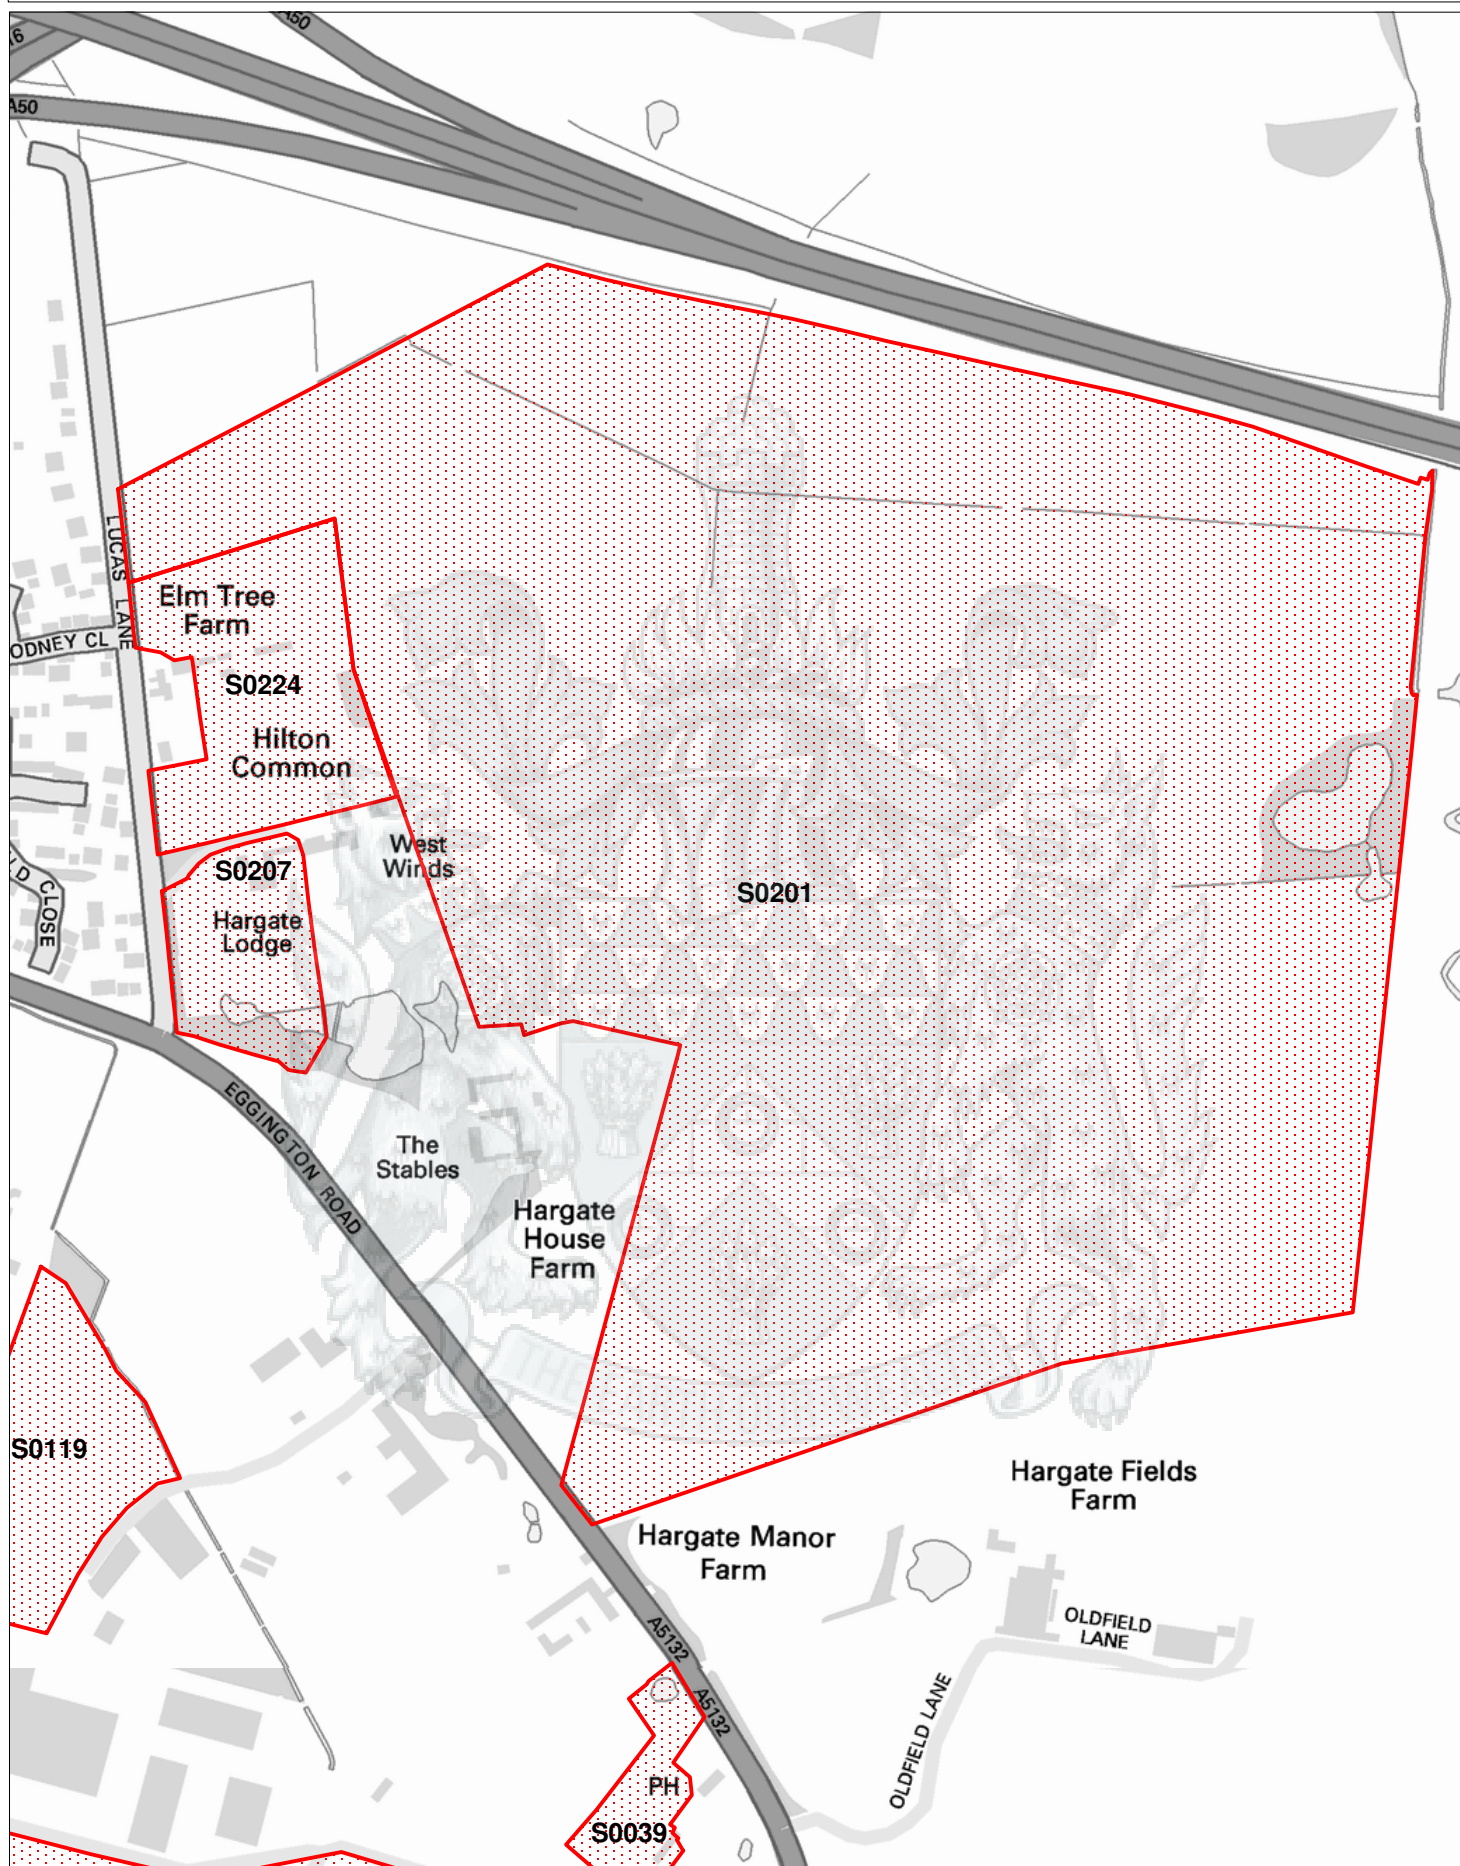 A50
6
A50
LUCAS LANE
Elm Tree
Farm
ODNEY CL
S0224
Hilton
Common
West
Winds
S0207
S0201
LD CLOSE
Hargate
Lodge
EGGINGTON ROAD
The
Stables
Hargate
House
Farm
S0119
Hargate Fields
Farm
Hargate Manor
Farm
OLDFIELD
LANE
A5132
A5132
OLDFIELD LANE
PH
S0039